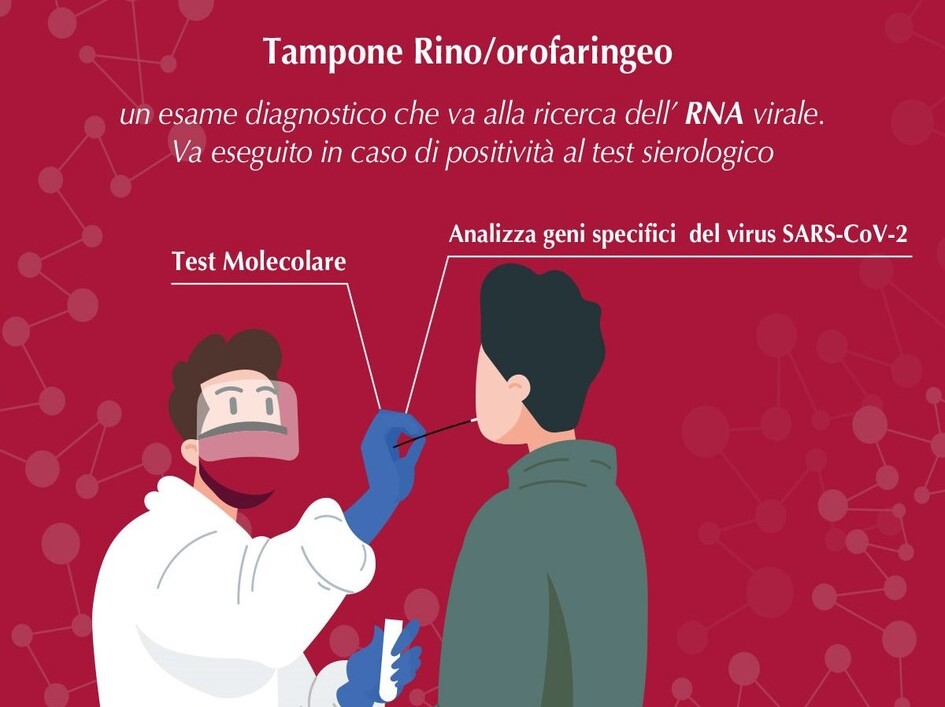 Tampone Rino/orofaringeo
un esame diagnostico che va alla ricerca dell’ RNA virale.
Va eseguito in caso di positività al test sierologico
Analizza geni specifici del virus SARS-CoV-2
Test Molecolare